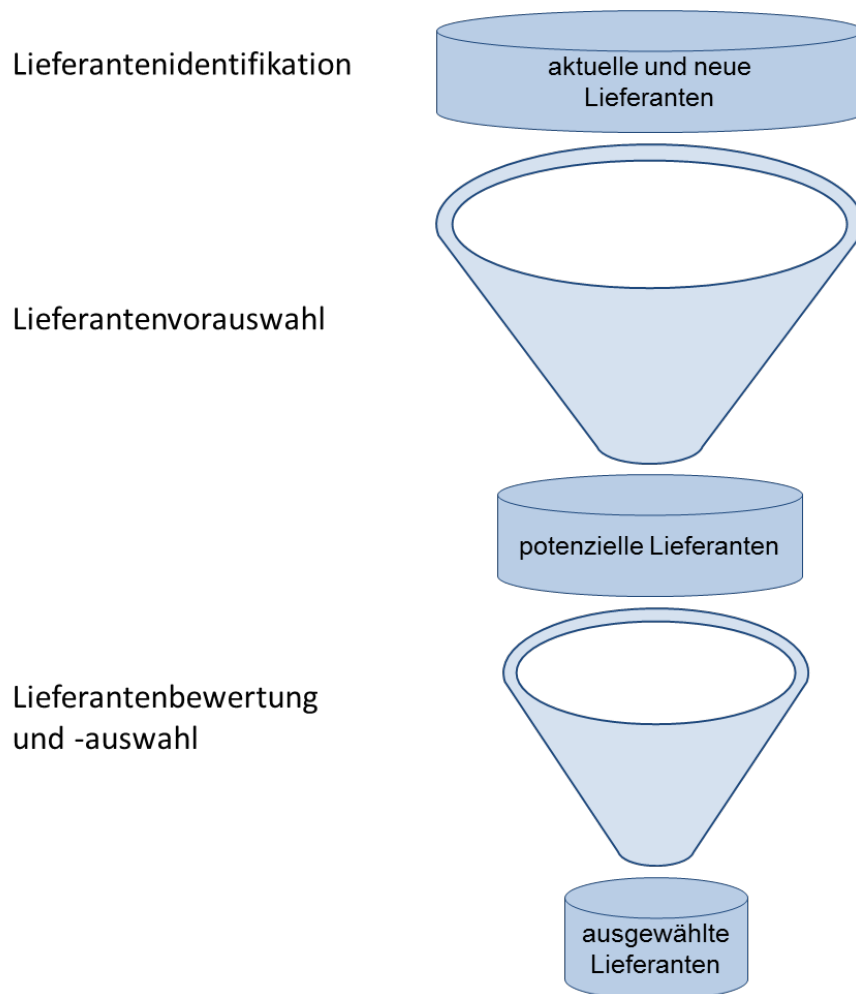 Lieferantenidentifikation
aktuelle und neue
Lieferanten
Lieferantenvorauswahl
potenzielle Lieferanten
Lieferantenbewertung
und -auswahl
ausgewählte
Lieferanten